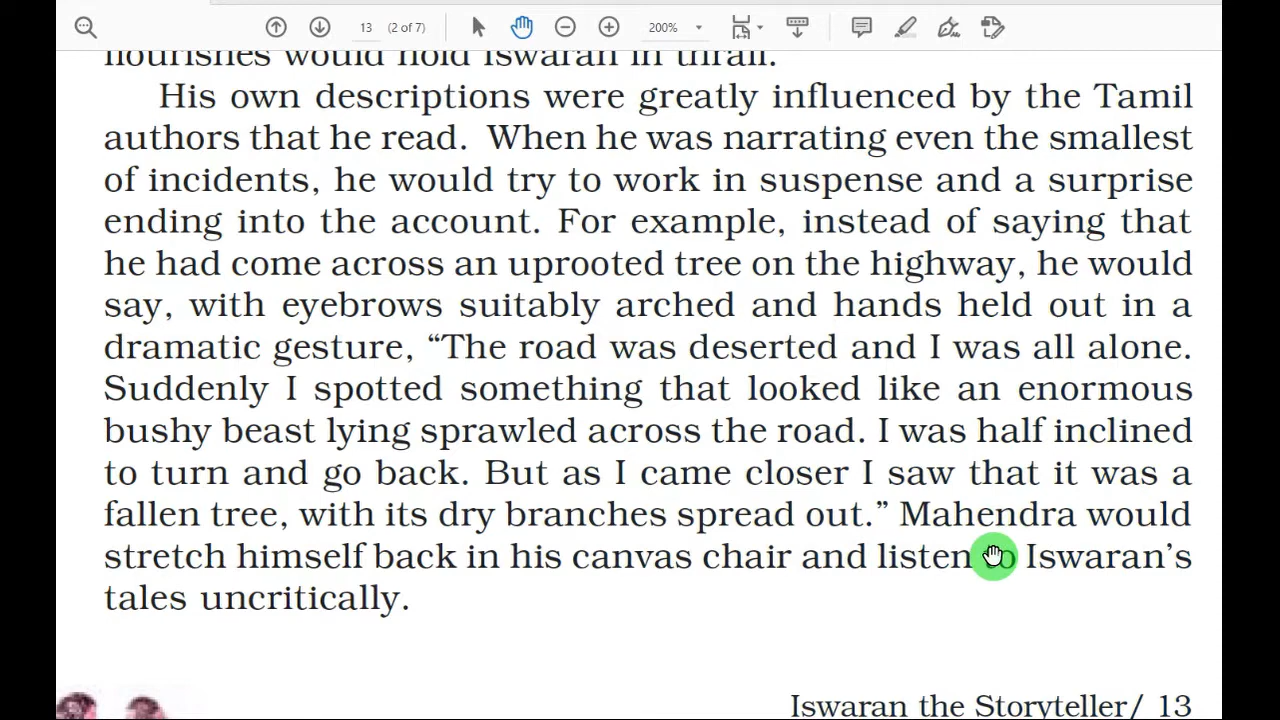 13 (2 of 7) 200%
flourishes would hold Iswaran in thrall.
His own descriptions were greatly influenced by the Tamil
authors that he read. When he was narrating even the smallest
of incidents, he would try to work in suspense and a surprise
ending into the account. For example, instead of saying that
he had come across an uprooted tree on the highway, he would
say, with eyebrows suitably arched and hands held out in a
dramatic gesture, “The road was deserted and I was all alone.
Suddenly I spotted something that looked like an enormous
bushy beast lying sprawled across the road. I was half inclined
to turn and go back. But as I came closer I saw that it was a
fallen tree, with its dry branches spread out.” Mahendra would
stretch himself back in his canvas chair and listen to Iswaran’s
tales uncritically.
Iswaran the Storyteller/ 13